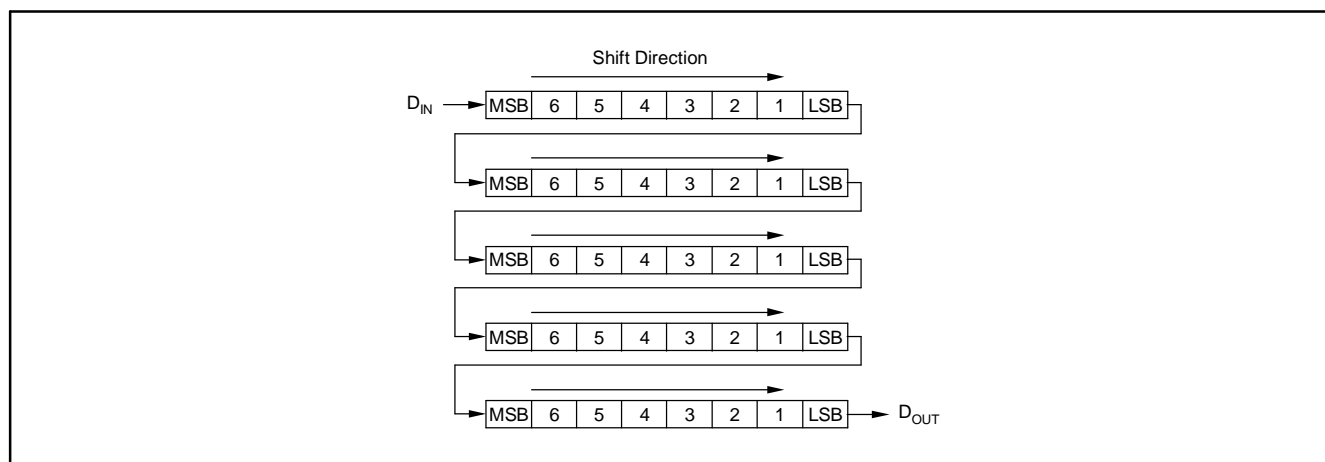 Shift Direction
D_IN MSB 6 5 4 3 2 1 LSB
MSB 6 5 4 3 2 1 LSB
MSB 6 5 4 3 2 1 LSB
MSB 6 5 4 3 2 1 LSB
MSB 6 5 4 3 2 1 LSB D_OUT